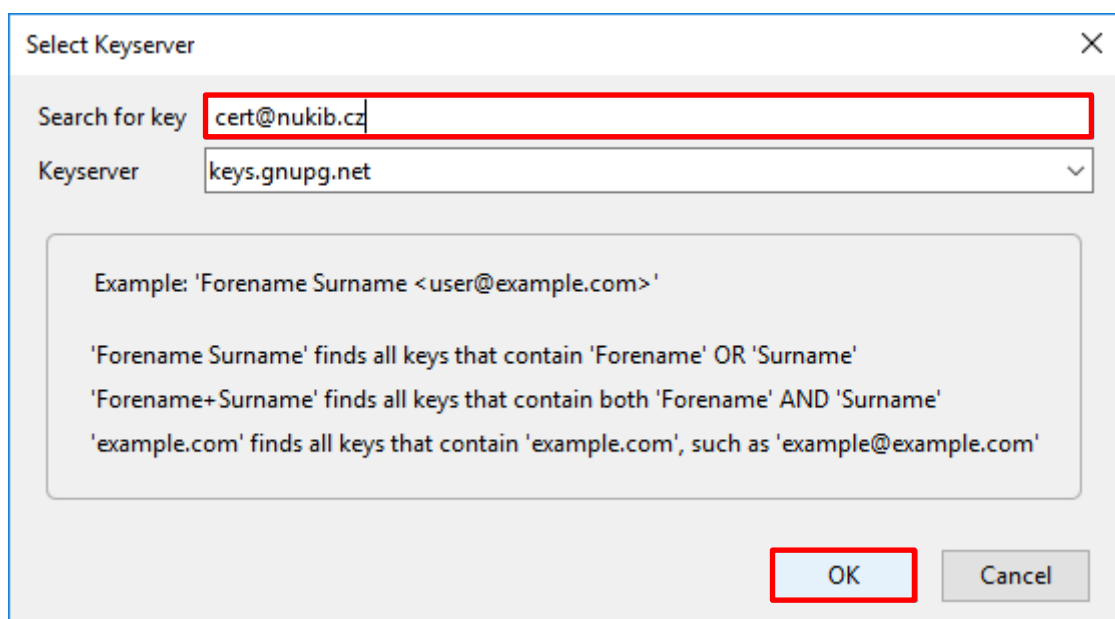 Select Keyserver
Search for key cert@nukib.cz
Keyserver keys.gnupg.net
Example: 'Forename Surname <user@example.com>'
'Forename Surname' finds all keys that contain 'Forename' OR 'Surname'
'Forename+Surname' finds all keys that contain both 'Forename' AND 'Surname'
'example.com' finds all keys that contain 'example.com', such as 'example@example.com'
OK Cancel